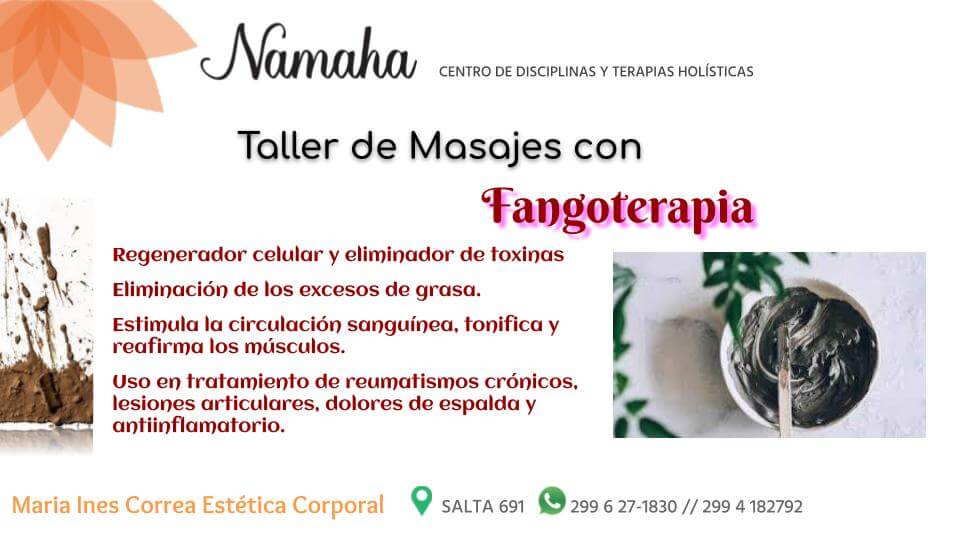 Namaha
CENTRO DE DISCIPLINAS Y TERAPIAS HOLÍSTICAS
Taller de Masajes con
Fangoterapia
Regenerador celular y eliminador de toxinas
Eliminación de los excesos de grasa.
Estimula la circulación sanguínea, tonifica y
reafirma los músculos.
Uso en tratamiento de reumatismos crónicos,
lesiones articulares, dolores de espalda y
antiinflamatorio.
Maria Ines Correa Estética Corporal
SALTA 691
299 6 27-1830 // 299 4 182792